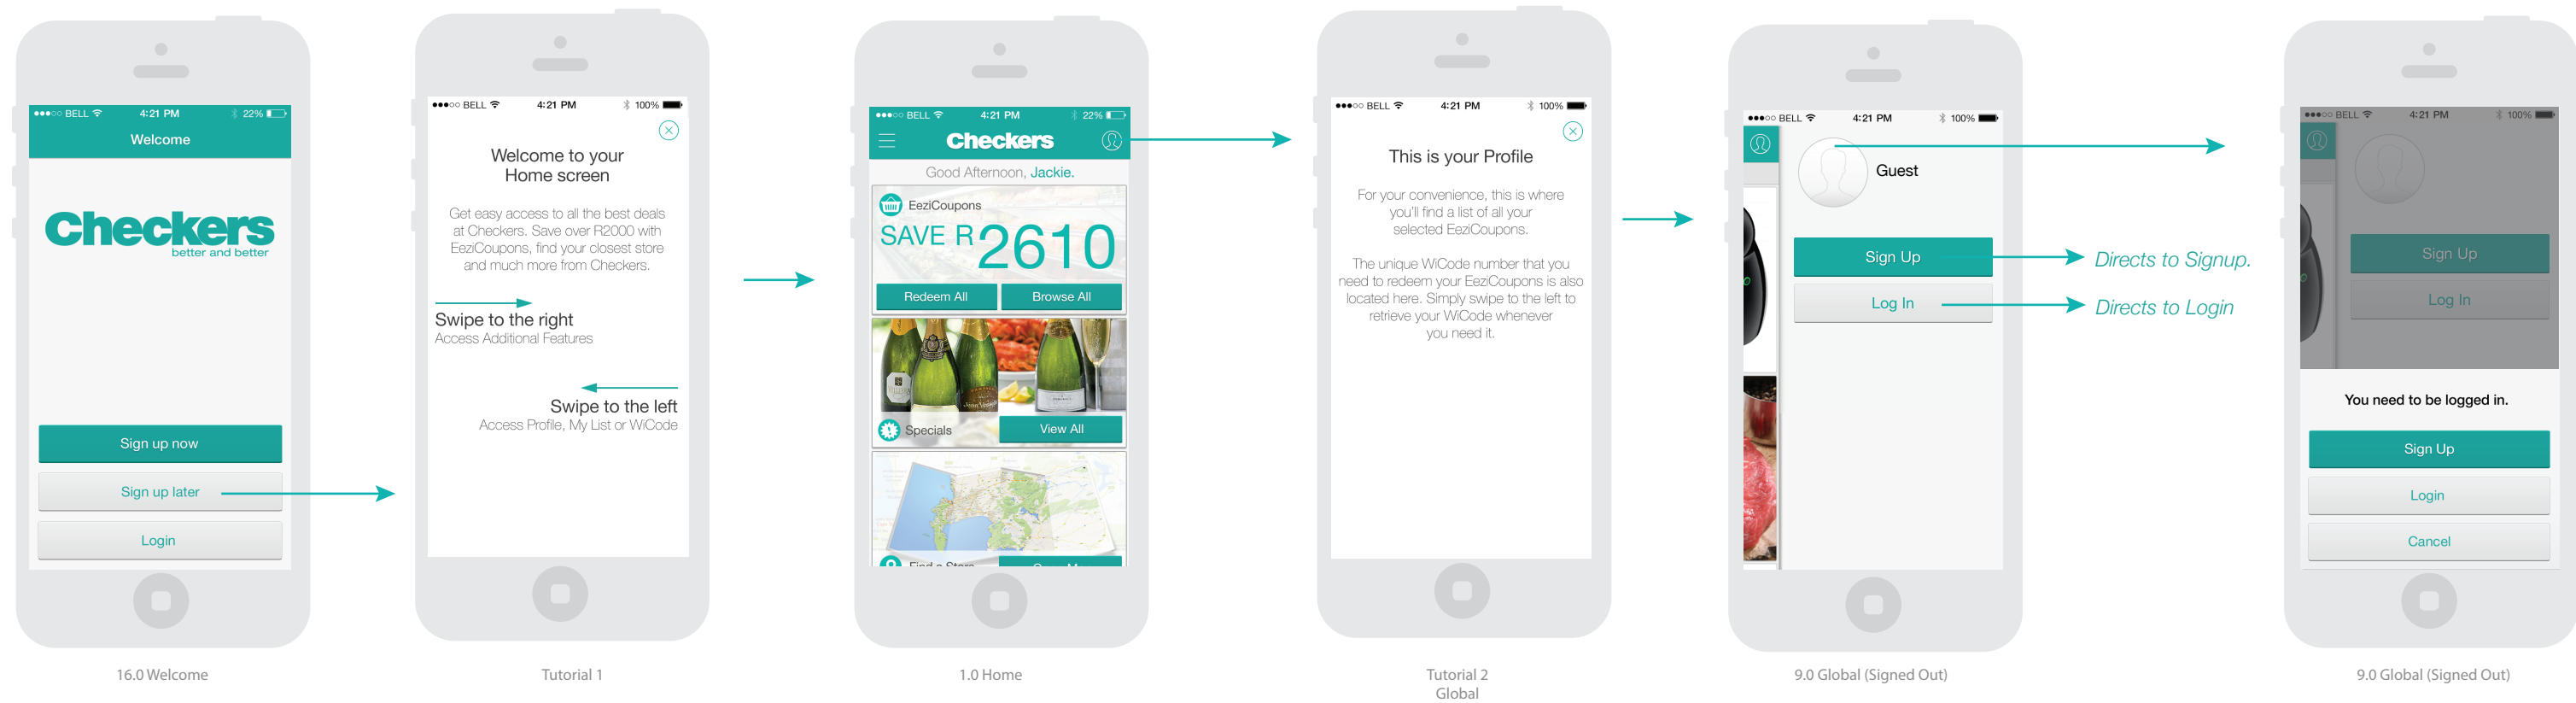 BELL 4:21 PM 22%
Welcome
Checkers
better and better
Sign up now
Sign up later
Login
16.0 Welcome
BELL 4:21 PM 100%
Welcome to your
Home screen
Get easy access to all the best deals
at Checkers. Save over R2000 with
EeziCoupons, find your closest store
and much more from Checkers.
Swipe to the right
Access Additional Features
Swipe to the left
Access Profile, My List or WiCode
Tutorial 1
BELL 4:21 PM 22%
Checkers
Good Afternoon, Jackie.
EeziCoupons
SAVE R 2610
Redeem All Browse All
Specials View All
Find a Store
1.0 Home
BELL 4:21 PM 100%
This is your Profile
For your convenience, this is where
you'll find a list of all your
selected EeziCoupons.
The unique WiCode number that you
need to redeem your EeziCoupons is also
located here. Simply swipe to the left to
retrieve your WiCode whenever
you need it.
Tutorial 2
Global
BELL 4:21 PM 100%
Guest
Sign Up
Directs to Signup.
Log In
Directs to Login
9.0 Global (Signed Out)
BELL 4:21 PM 100%
Sign Up
Log In
You need to be logged in.
Sign Up
Login
Cancel
9.0 Global (Signed Out)